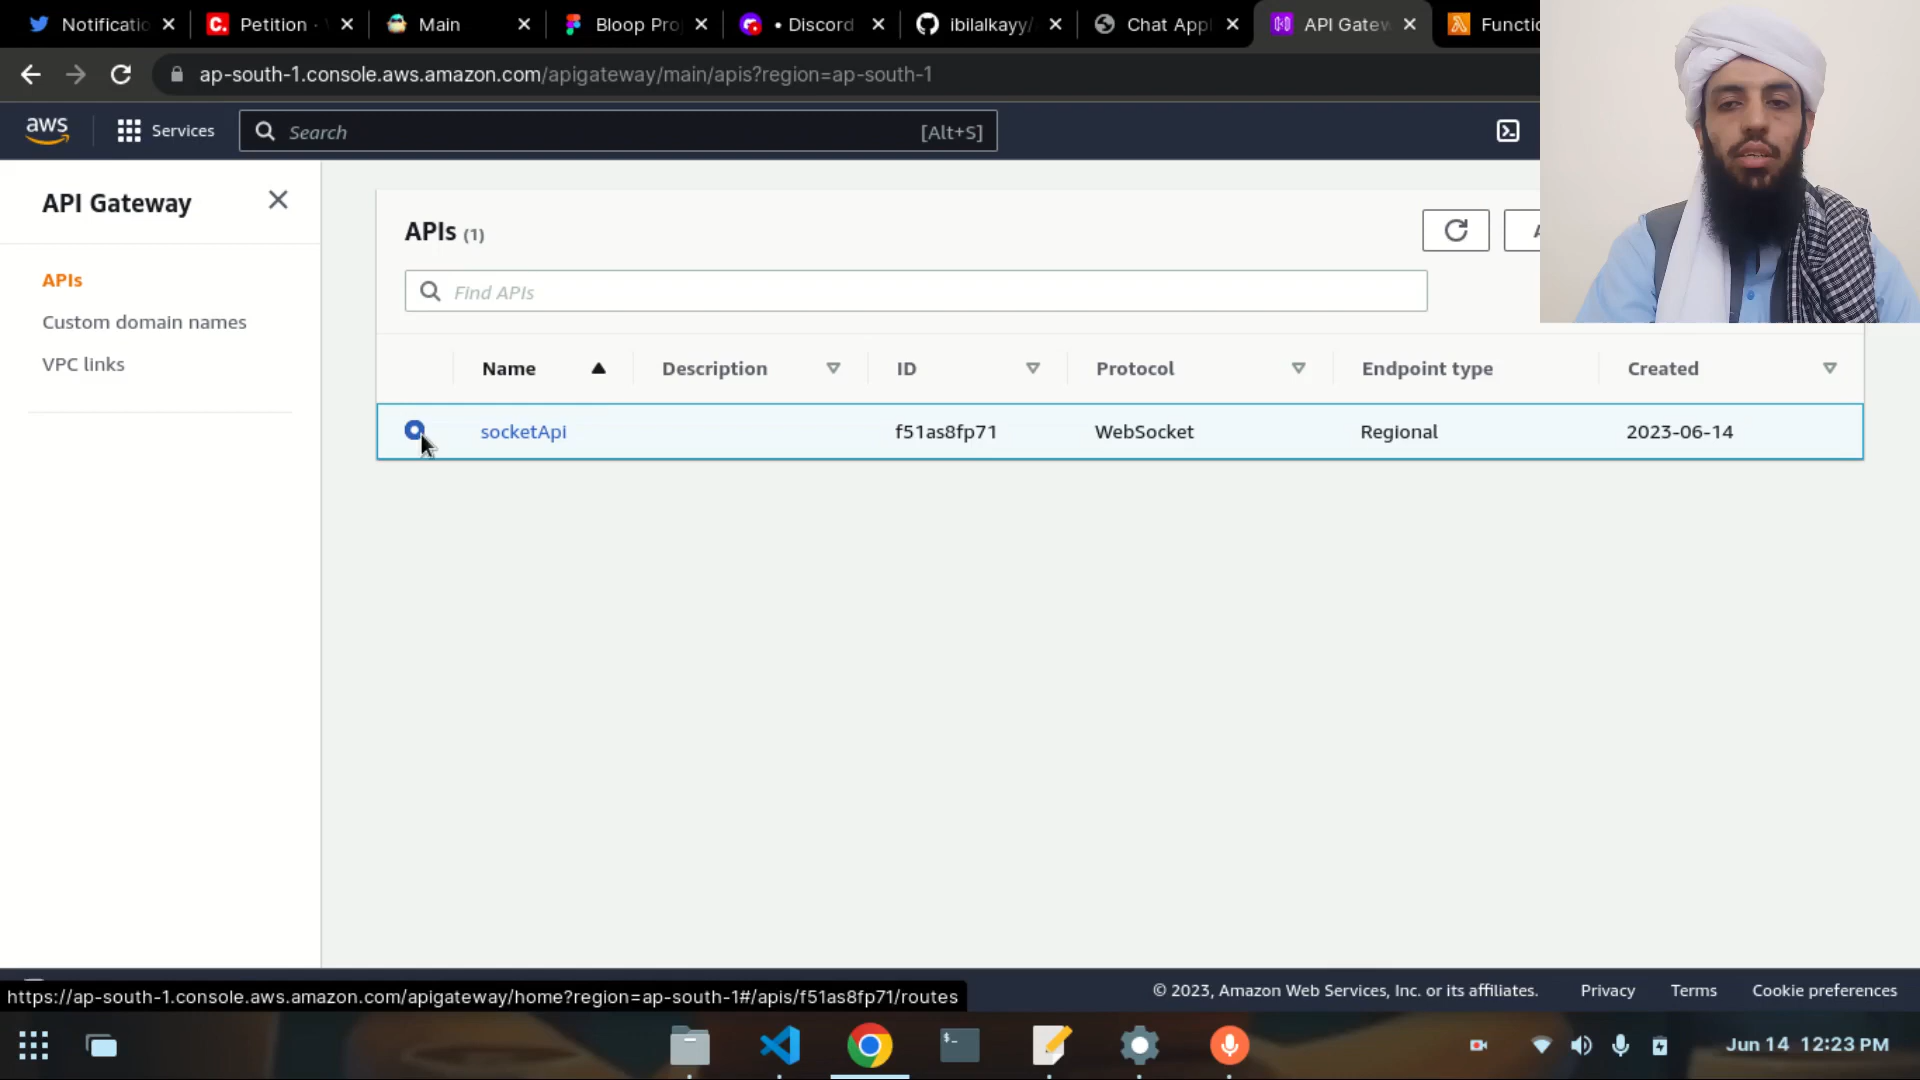 Notificatio
Petition ·
Main
Bloop Pro
• Discord
ibilalkayy/
Chat Appl
API Gatew
Functio
ap-south-1.console.aws.amazon.com/apigateway/main/apis?region=ap-south-1
aws
Services
Search
[Alt+S]
API Gateway
APIs
Custom domain names
VPC links
APIs (1)
Find APIs
Name
Description
ID
Protocol
Endpoint type
Created
socketApi
f51as8fp71
WebSocket
Regional
2023-06-14
https://ap-south-1.console.aws.amazon.com/apigateway/home?region=ap-south-1#/apis/f51as8fp71/routes
© 2023, Amazon Web Services, Inc. or its affiliates.
Privacy
Terms
Cookie preferences
Jun 14 12:23 PM